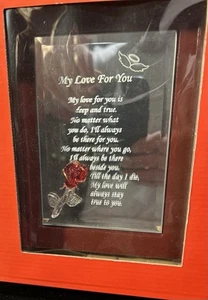 My Love For You
My love for you is
deep and true.
No matter what
you do, I'll always
be there for you.
No matter where you go,
I'll always be there
beside you.
Till the day I die,
My love will
always stay
true to you.